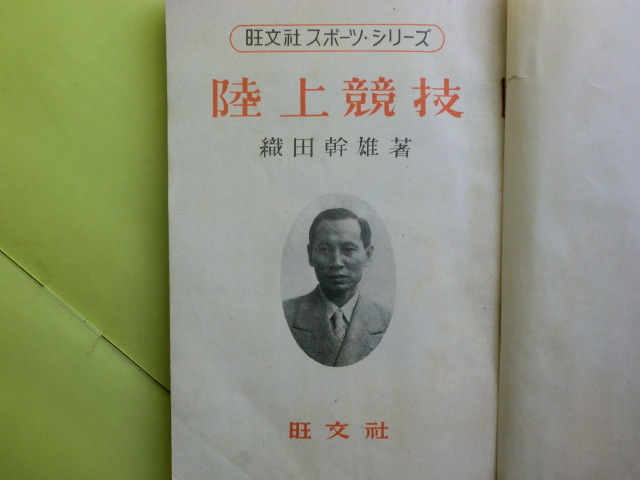 旺文社スポーツ・シリーズ
陸上競技
織田幹雄著
旺文社